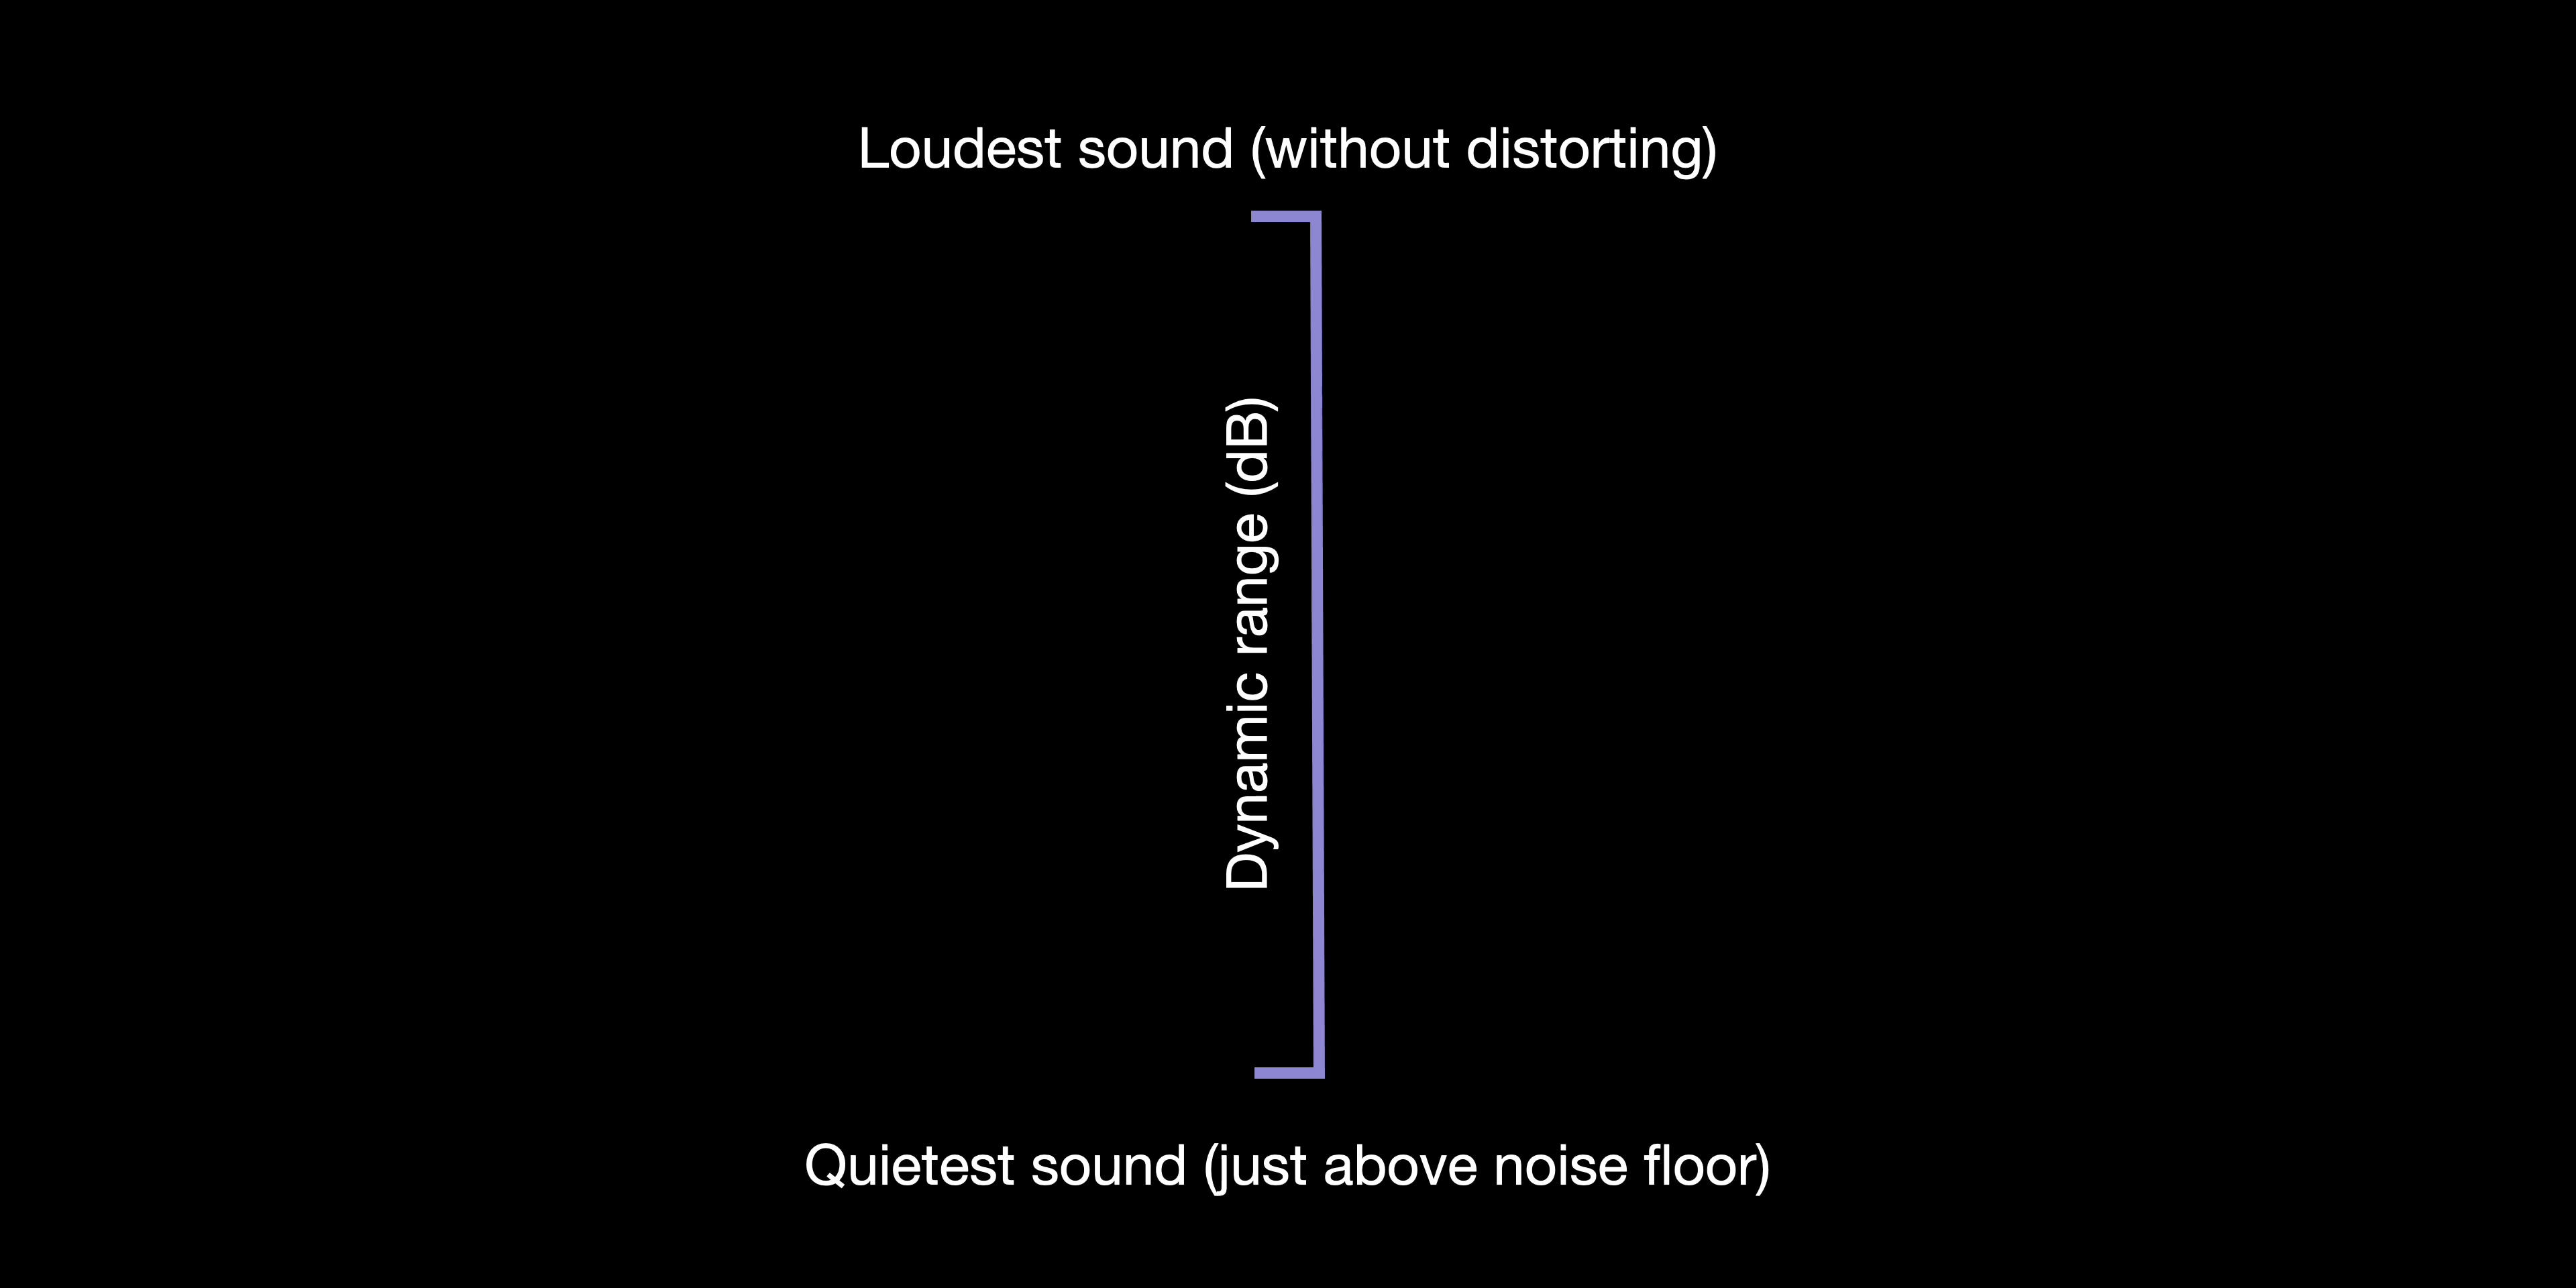 Loudest sound (without distorting)
Dynamic range (dB)
Quietest sound (just above noise floor)